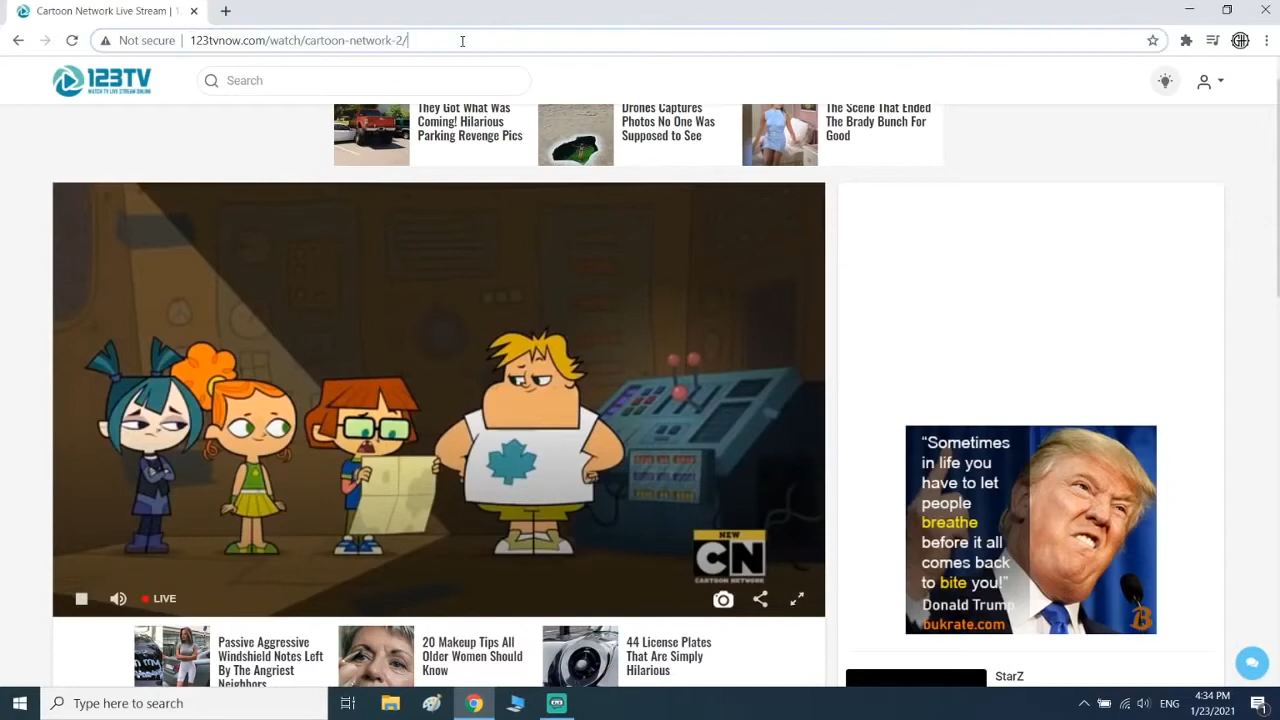 Cartoon Network Live Stream | 1
Not secure
123tvnow.com/watch/cartoon-network-2/
123TV
WATCH TV LIVE STREAM ONLINE
Search
They Got What Was
Coming! Hilarious
Parking Revenge Pics
Drones Captures
Photos No One Was
Supposed to See
The Scene That Ended
The Brady Bunch For
Good
NEW
CN
CARTOON NETWORK
LIVE
"Sometimes
in life you
have to let
people
breathe
before it all
comes back
to bite you!"
Donald Trump
bukrate.com
Passive Aggressive
Windshield Notes Left
By The Angriest
Neighbors
20 Makeup Tips All
Older Women Should
Know
44 License Plates
That Are Simply
Hilarious
StarZ
Type here to search
ENG
4:34 PM
1/23/2021